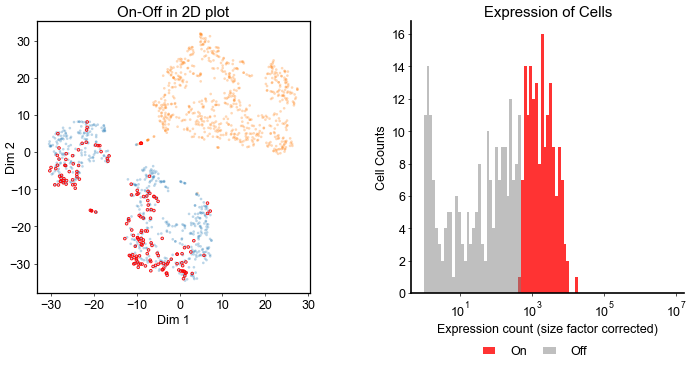 On-Off in 2D plot
30
20
10
0
−10
−20
−30
Dim 2
−30 −20 −10 0 10 20 30
Dim 1
Expression of Cells
16
14
12
10
8
6
4
2
0
Cell Counts
10^1 10^3 10^5 10^7
Expression count (size factor corrected)
On Off